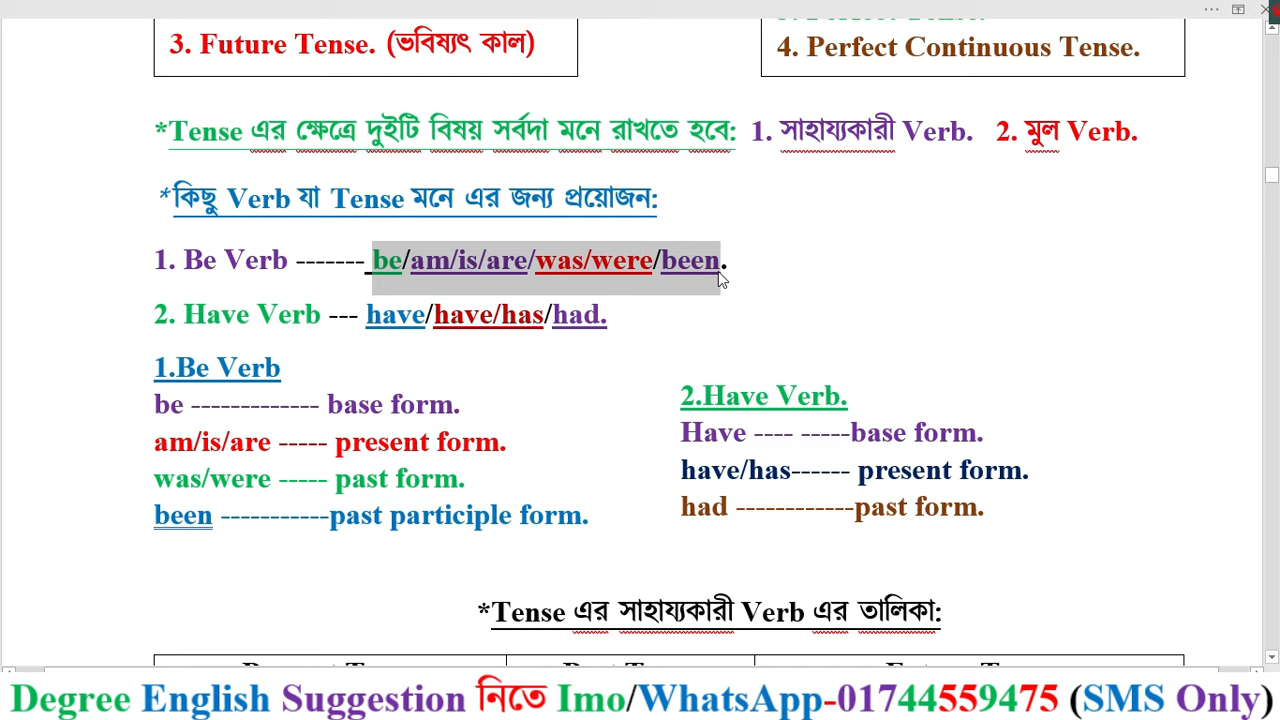 3. Future Tense. (ভবিষ্যৎ কাল)
4. Perfect Continuous Tense.
*Tense এর ক্ষেত্রে দুইটি বিষয় সর্বদা মনে রাখতে হবে: 1. সাহায্যকারী Verb. 2. মুল Verb.
*কিছু Verb যা Tense মনে এর জন্য প্রয়োজন:
1. Be Verb ------- be/am/is/are/was/were/been.
2. Have Verb --- have/have/has/had.
1.Be Verb
be ------------- base form.
am/is/are ----- present form.
was/were ----- past form.
been -----------past participle form.
2.Have Verb.
Have ---- -----base form.
have/has------ present form.
had ------------past form.
*Tense এর সাহায্যকারী Verb এর তালিকা:
Degree English Suggestion নিতে Imo/WhatsApp-01744559475 (SMS Only)